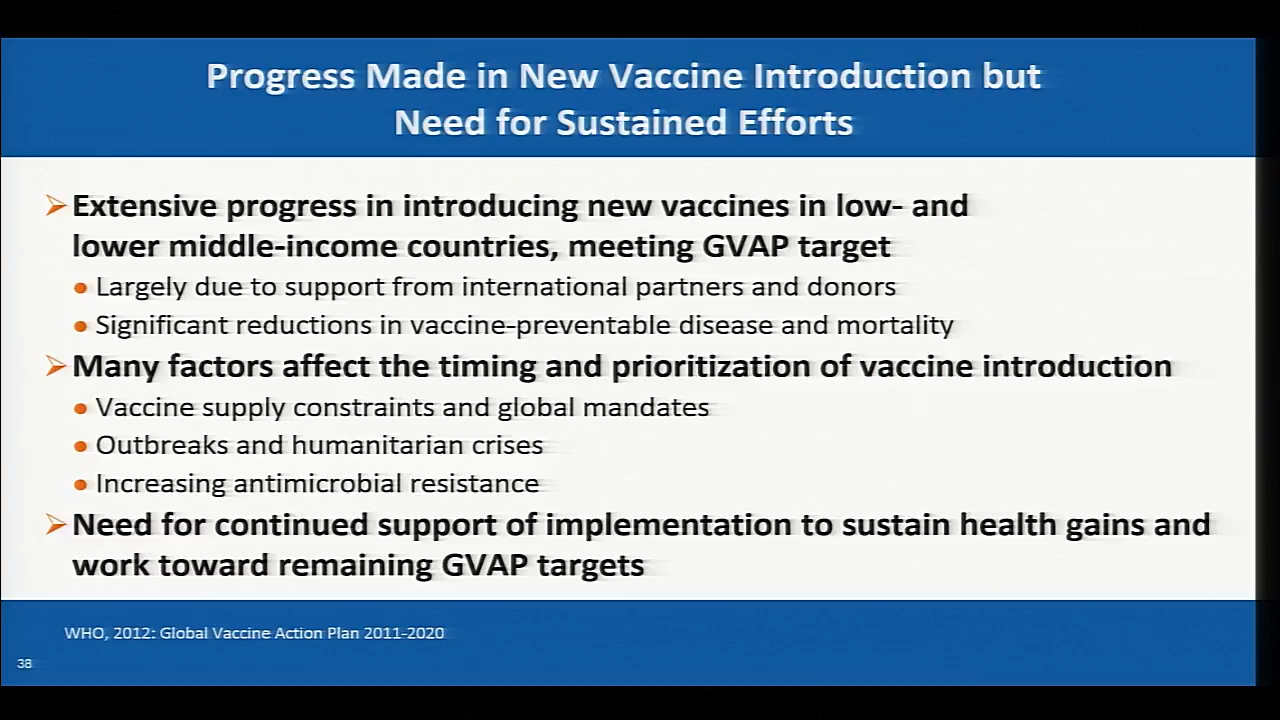 Progress Made in New Vaccine Introduction but
Need for Sustained Efforts
Extensive progress in introducing new vaccines in low- and
lower middle-income countries, meeting GVAP target
Largely due to support from international partners and donors
Significant reductions in vaccine-preventable disease and mortality
Many factors affect the timing and prioritization of vaccine introduction
Vaccine supply constraints and global mandates
Outbreaks and humanitarian crises
Increasing antimicrobial resistance
Need for continued support of implementation to sustain health gains and
work toward remaining GVAP targets
WHO, 2012: Global Vaccine Action Plan 2011-2020
38